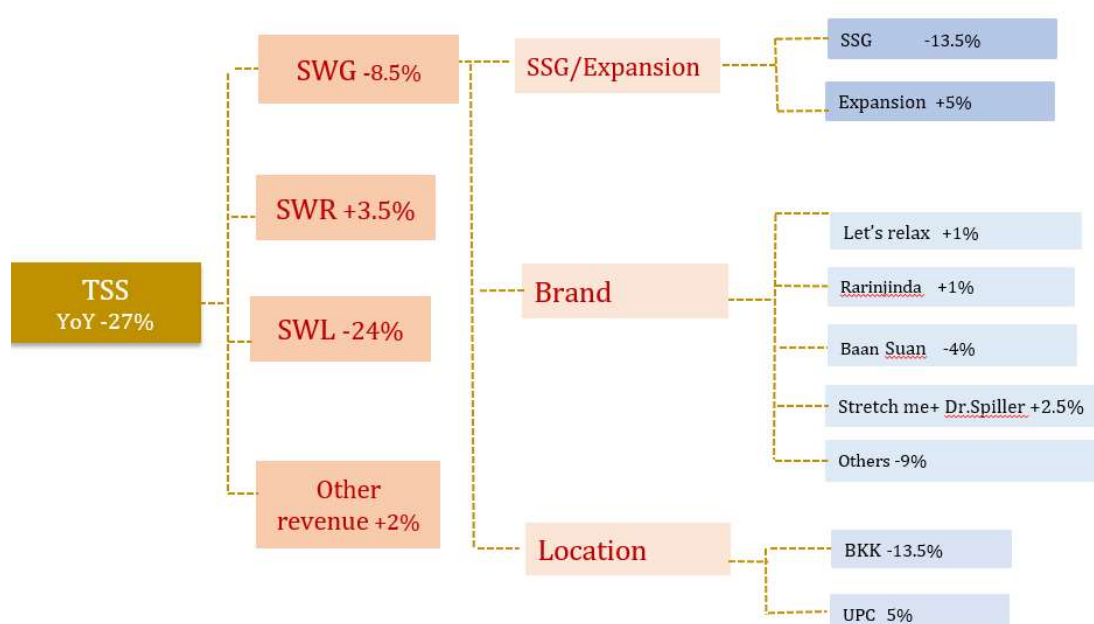 TSS
YoY -27%
SWG -8.5%
SWR +3.5%
SWL -24%
Other
revenue +2%
SSG/Expansion
SSG -13.5%
Expansion +5%
Brand
Let's relax +1%
Rarinjinda +1%
Baan Suan -4%
Stretch me+ Dr.Spiller +2.5%
Others -9%
Location
BKK -13.5%
UPC 5%